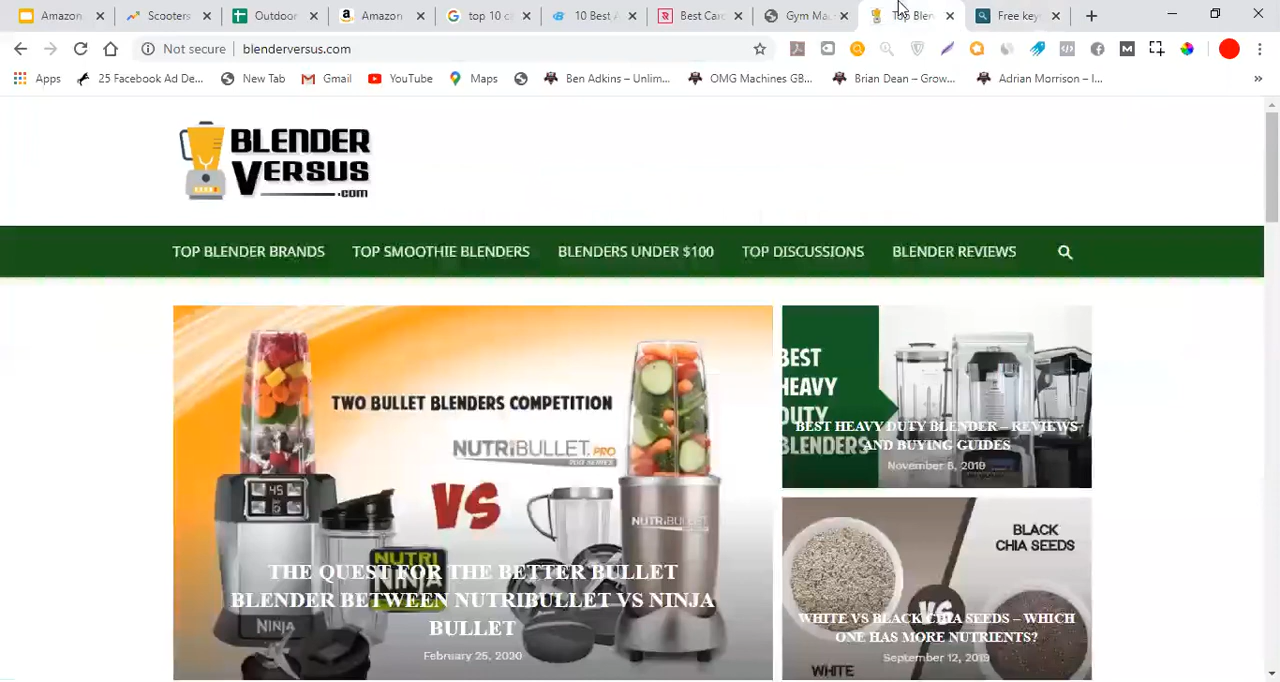 Amazon
Scooters
Outdoor
Amazon
top 10 c
10 Best A
Best Car
Gym Ma
Top Blen
Free key
Not secure
blenderversus.com
Apps
25 Facebook Ad De...
New Tab
Gmail
YouTube
Maps
Ben Adkins – Unlim...
OMG Machines GB...
Brian Dean – Grow...
Adrian Morrison – I...
»
BLENDER
VERSUS
.COM
TOP BLENDER BRANDS
TOP SMOOTHIE BLENDERS
BLENDERS UNDER $100
TOP DISCUSSIONS
BLENDER REVIEWS
TWO BULLET BLENDERS COMPETITION
NUTRiBULLET PRO
VS
45
NUTRiBULLET
NUTRI
NINJA
NINJA
THE QUEST FOR THE BETTER BULLET
BLENDER BETWEEN NUTRIBULLET VS NINJA
BULLET
February 25, 2020
BEST
HEAVY
DUTY
BLENDERS
BEST HEAVY DUTY BLENDER – REVIEWS
AND BUYING GUIDES
November 8, 2019
BLACK
CHIA SEEDS
VS
WHITE VS BLACK CHIA SEEDS – WHICH
ONE HAS MORE NUTRIENTS?
September 12, 2019
WHITE